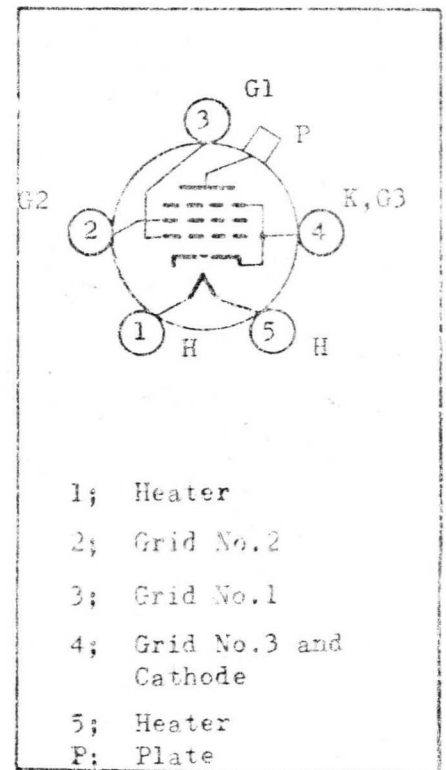 G1
3
P
G2
K,G3
2
4
1
5
H
H
1; Heater
2; Grid No.2
3; Grid No.1
4; Grid No.3 and
Cathode
5; Heater
P: Plate